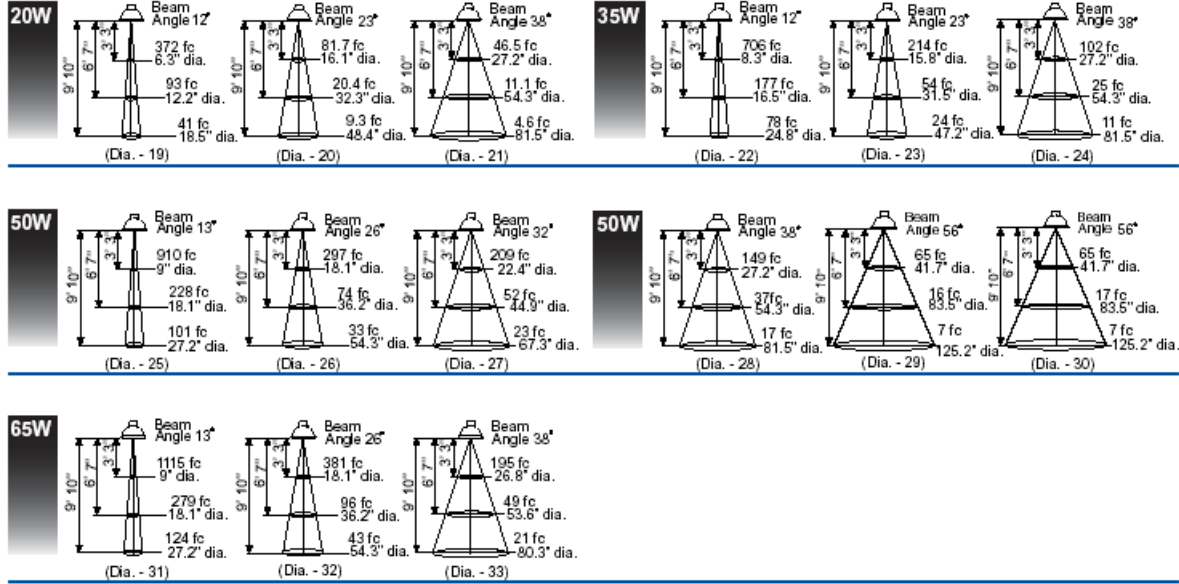 20W
Beam
Angle 12°
3' 3"
6' 7"
9' 10"
372 fc
6.3" dia.
93 fc
12.2" dia.
41 fc
18.5" dia.
(Dia. - 19)
Beam
Angle 23°
3' 3"
6' 7"
9' 10"
81.7 fc
16.1" dia.
20.4 fc
32.3" dia.
9.3 fc
48.4" dia.
(Dia. - 20)
Beam
Angle 38°
3' 3"
6' 7"
9' 10"
46.5 fc
27.2" dia.
11.1 fc
54.3" dia.
4.6 fc
81.5" dia.
(Dia. - 21)
35W
Beam
Angle 12°
3' 3"
6' 7"
9' 10"
706 fc
8.3" dia.
177 fc
16.5" dia.
78 fc
24.8" dia.
(Dia. - 22)
Beam
Angle 23°
3' 3"
6' 7"
9' 10"
214 fc
15.8" dia.
54 fc
31.5" dia.
24 fc
47.2" dia.
(Dia. - 23)
Beam
Angle 38°
3' 3"
6' 7"
9' 10"
102 fc
27.2" dia.
25 fc
54.3" dia.
11 fc
81.5" dia.
(Dia. - 24)
50W
Beam
Angle 13°
3' 3"
6' 7"
9' 10"
910 fc
9" dia.
228 fc
18.1" dia.
101 fc
27.2" dia.
(Dia. - 25)
Beam
Angle 26°
3' 3"
6' 7"
9' 10"
297 fc
18.1" dia.
74 fc
36.2" dia.
33 fc
54.3" dia.
(Dia. - 26)
Beam
Angle 32°
3' 3"
6' 7"
9' 10"
209 fc
22.4" dia.
52 fc
44.9" dia.
23 fc
67.3" dia.
(Dia. - 27)
50W
Beam
Angle 38°
3' 3"
6' 7"
9' 10"
149 fc
27.2" dia.
37fc
54.3" dia.
17 fc
81.5" dia.
(Dia. - 28)
Beam
Angle 56°
3' 3"
6' 7"
9' 10"
65 fc
41.7" dia.
16 fc
83.5" dia.
7 fc
125.2" dia.
(Dia. - 29)
Beam
Angle 56°
3' 3"
6' 7"
9' 10"
65 fc
41.7" dia.
17 fc
83.5" dia.
7 fc
125.2" dia.
(Dia. - 30)
65W
Beam
Angle 13°
3' 3"
6' 7"
9' 10"
1115 fc
9" dia.
279 fc
18.1" dia.
124 fc
27.2" dia.
(Dia. - 31)
Beam
Angle 26°
3' 3"
6' 7"
9' 10"
381 fc
18.1" dia.
96 fc
36.2" dia.
43 fc
54.3" dia.
(Dia. - 32)
Beam
Angle 38°
3' 3"
6' 7"
9' 10"
195 fc
26.8" dia.
49 fc
53.6" dia.
21 fc
80.3" dia.
(Dia. - 33)